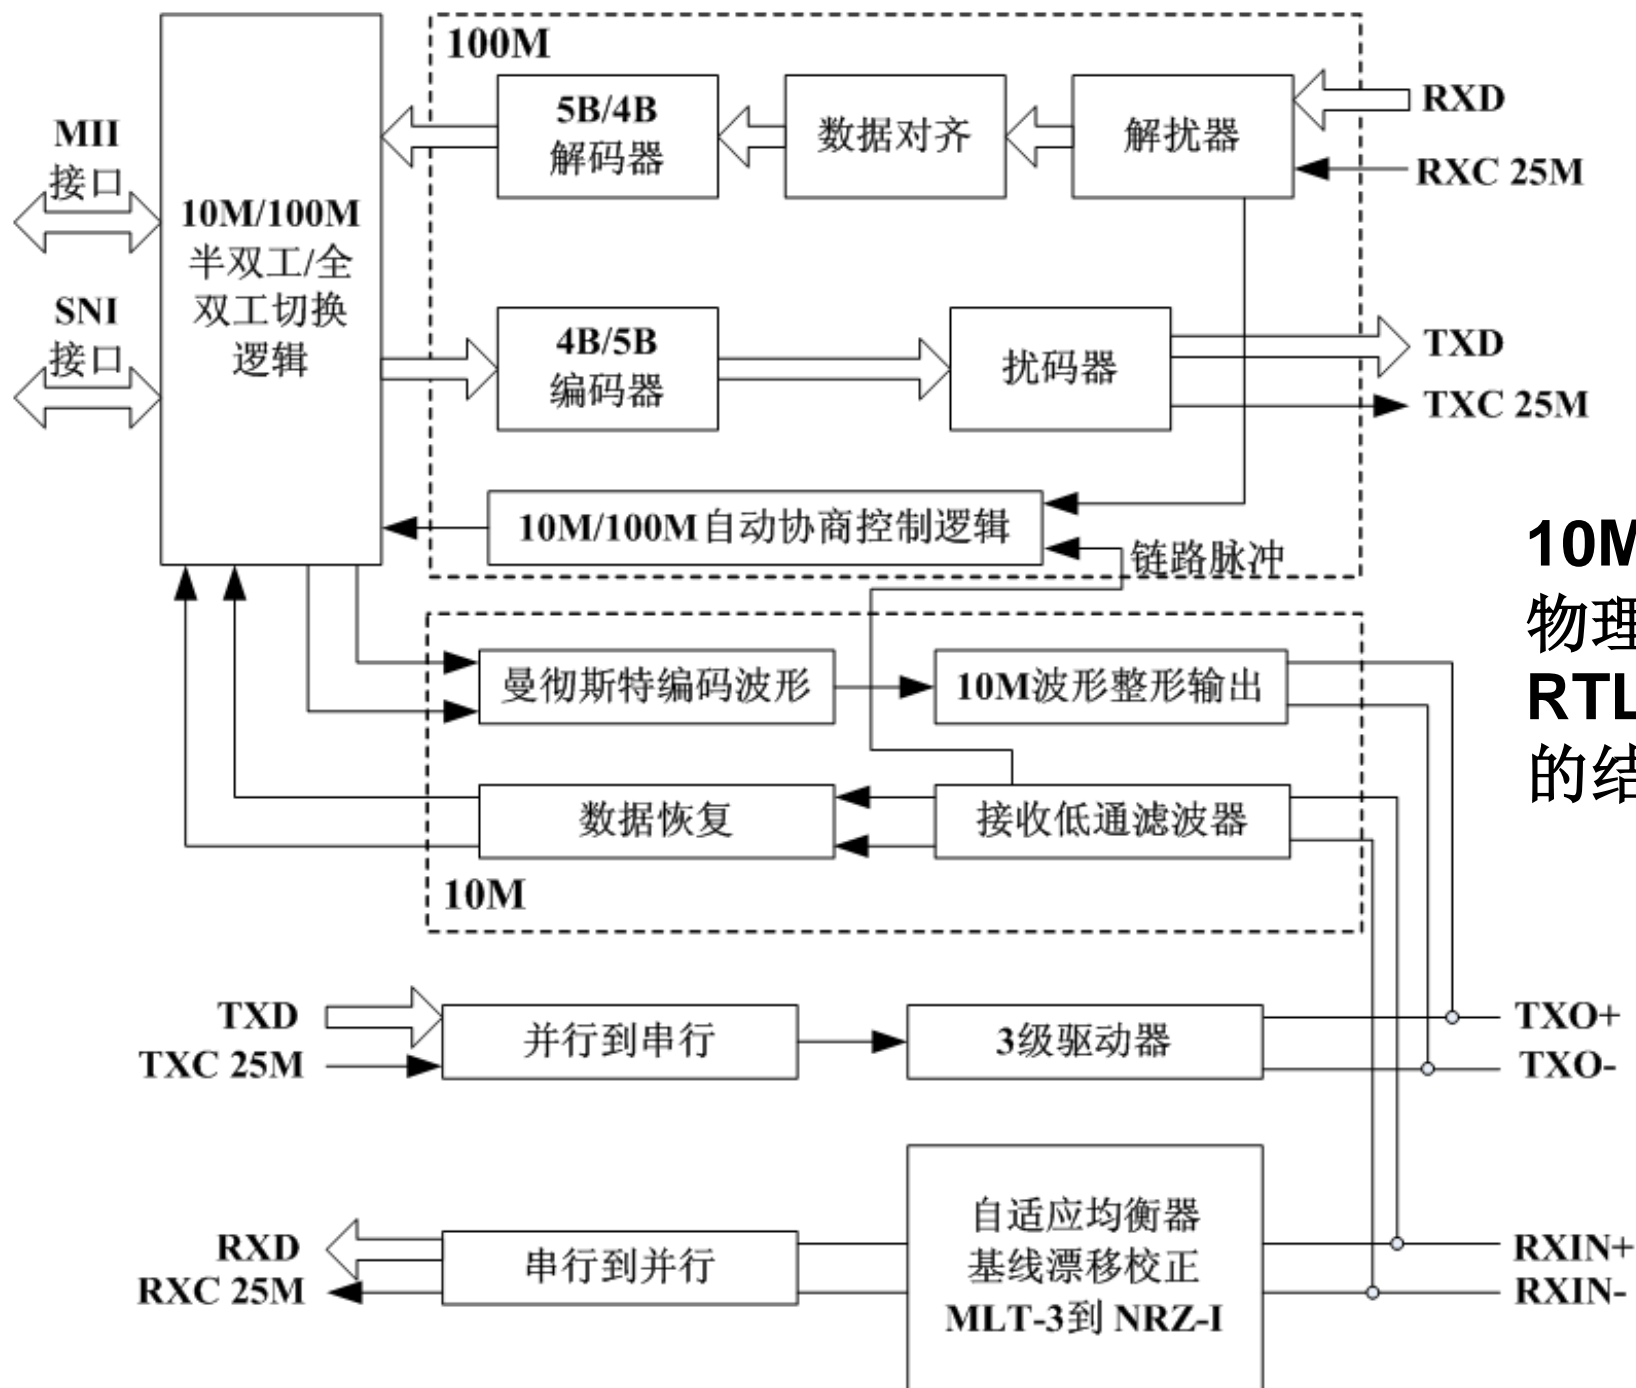 100M
5B/4B
解码器
数据对齐
解扰器
RXD
RXC 25M
MII
接口
10M/100M
半双工/全
双工切换
逻辑
SNI
接口
4B/5B
编码器
扰码器
TXD
TXC 25M
10M/100M自动协商控制逻辑
链路脉冲
10M
物理
RTL
的结
曼彻斯特编码波形
10M波形整形输出
数据恢复
接收低通滤波器
10M
TXD
TXC 25M
并行到串行
3级驱动器
TXO+
TXO-
RXD
RXC 25M
串行到并行
自适应均衡器
基线漂移校正
MLT-3到 NRZ-I
RXIN+
RXIN-